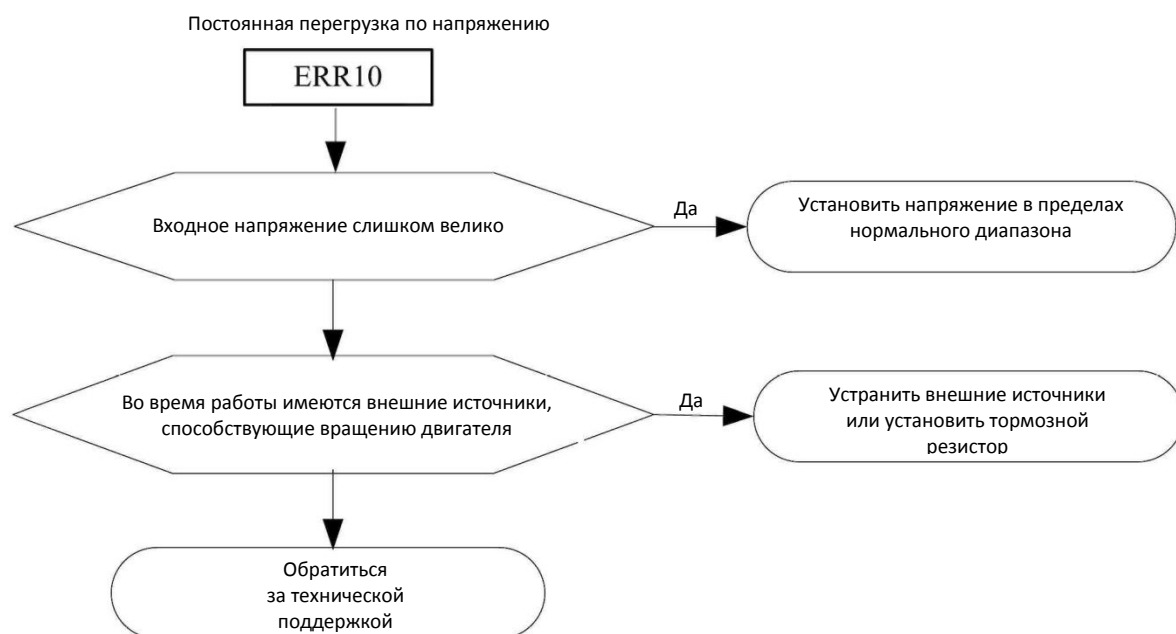 Постоянная перегрузка по напряжению
ERR10
Входное напряжение слишком велико
Да
Установить напряжение в пределах
нормального диапазона
Во время работы имеются внешние источники,
способствующие вращению двигателя
Да
Устранить внешние источники
или установить тормозной
резистор
Обратиться
за технической
поддержкой